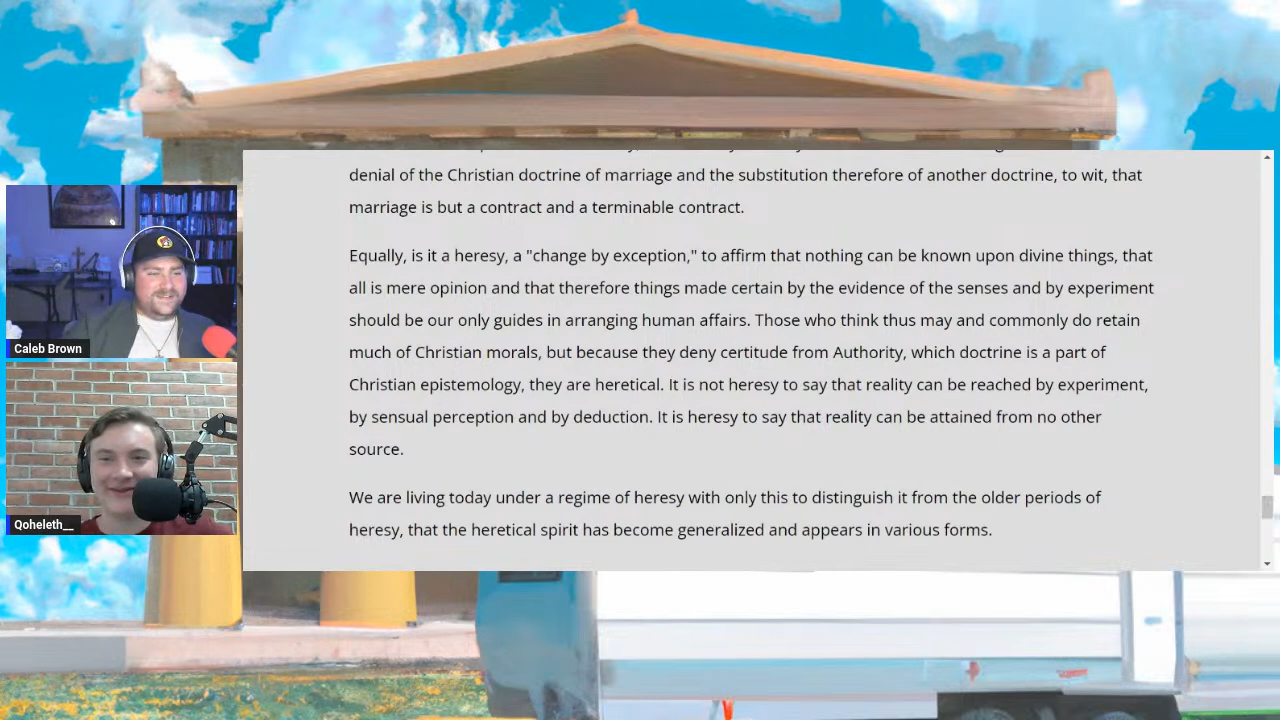 denial of the Christian doctrine of marriage and the substitution therefore of another doctrine, to wit, that
marriage is but a contract and a terminable contract.
Equally, is it a heresy, a "change by exception," to affirm that nothing can be known upon divine things, that
all is mere opinion and that therefore things made certain by the evidence of the senses and by experiment
should be our only guides in arranging human affairs. Those who think thus may and commonly do retain
much of Christian morals, but because they deny certitude from Authority, which doctrine is a part of
Christian epistemology, they are heretical. It is not heresy to say that reality can be reached by experiment,
by sensual perception and by deduction. It is heresy to say that reality can be attained from no other
source.
We are living today under a regime of heresy with only this to distinguish it from the older periods of
heresy, that the heretical spirit has become generalized and appears in various forms.
Caleb Brown
Qoheleth__